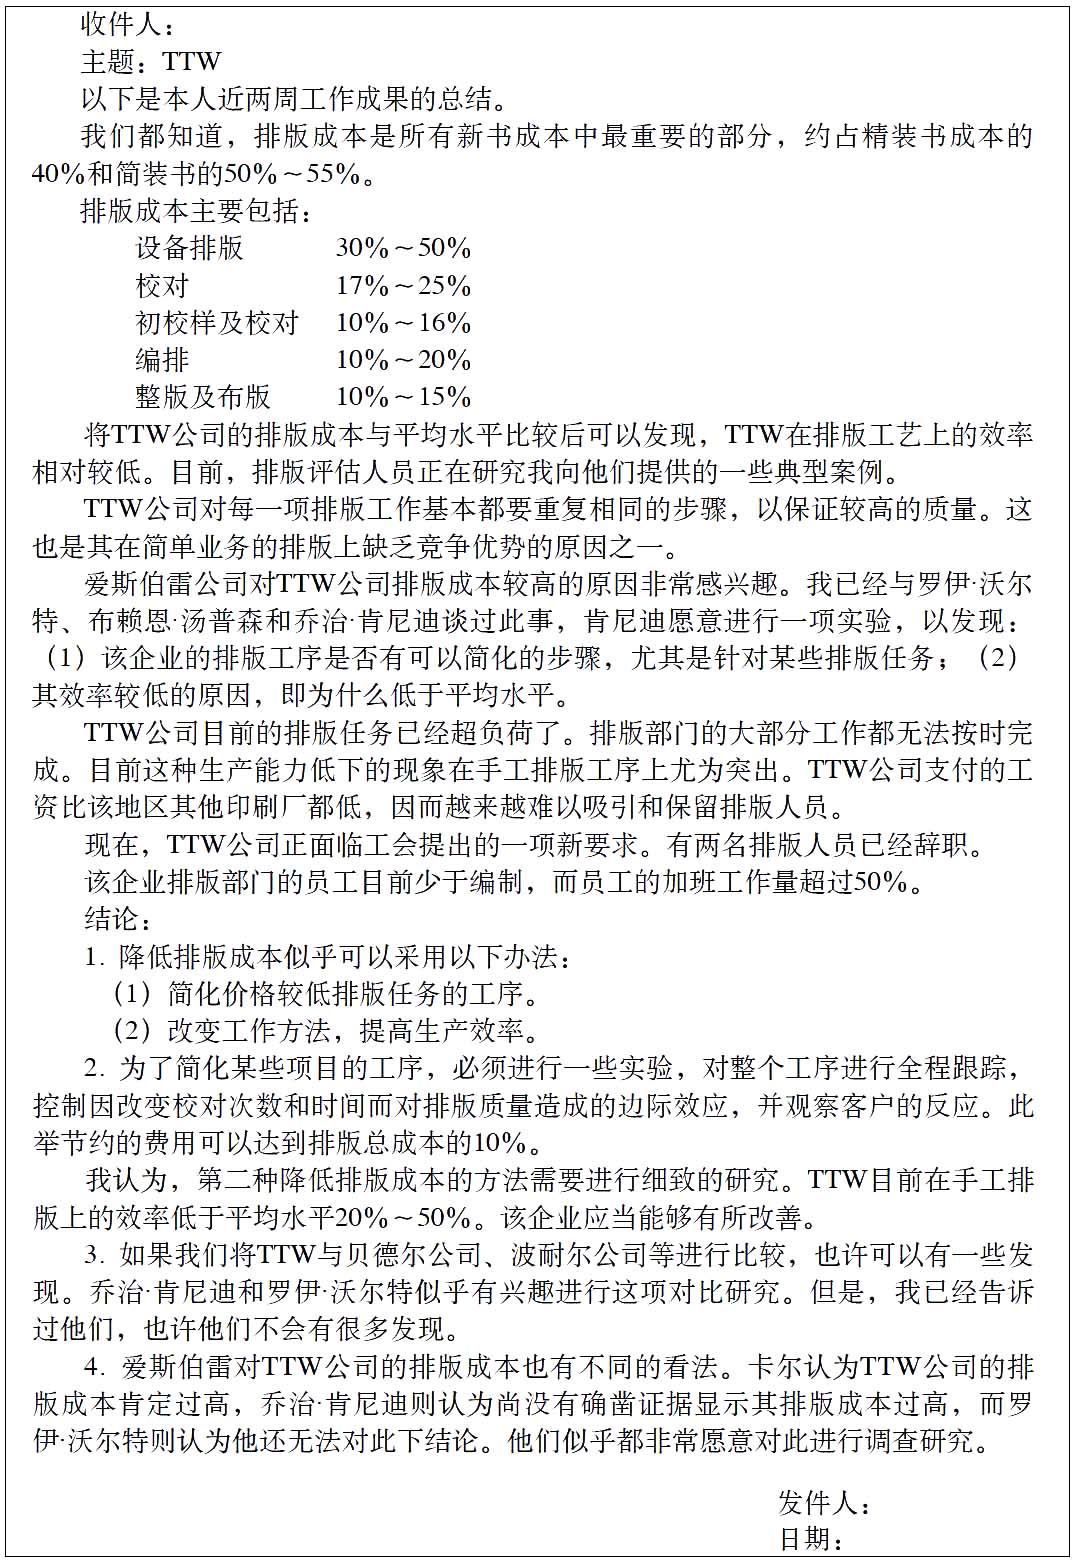 收件人：
主题：TTW
以下是本人近两周工作成果的总结。
我们都知道，排版成本是所有新书成本中最重要的部分，约占精装书成本的
40%和简装书的50%～55%。
排版成本主要包括：
设备排版 30%～50%
校对 17%～25%
初校样及校对 10%～16%
编排 10%～20%
整版及布版 10%～15%
将TTW公司的排版成本与平均水平比较后可以发现，TTW在排版工艺上的效率
相对较低。目前，排版评估人员正在研究我向他们提供的一些典型案例。
TTW公司对每一项排版工作基本都要重复相同的步骤，以保证较高的质量。这
也是其在简单业务的排版上缺乏竞争优势的原因之一。
爱斯伯雷公司对TTW公司排版成本较高的原因非常感兴趣。我已经与罗伊·沃尔
特、布赖恩·汤普森和乔治·肯尼迪谈过此事，肯尼迪愿意进行一项实验，以发现：
（1）该企业的排版工序是否有可以简化的步骤，尤其是针对某些排版任务；（2）
其效率较低的原因，即为什么低于平均水平。
TTW公司目前的排版任务已经超负荷了。排版部门的大部分工作都无法按时完
成。目前这种生产能力低下的现象在手工排版工序上尤为突出。TTW公司支付的工
资比该地区其他印刷厂都低，因而越来越难以吸引和保留排版人员。
现在，TTW公司正面临工会提出的一项新要求。有两名排版人员已经辞职。
该企业排版部门的员工目前少于编制，而员工的加班工作量超过50%。
结论：
1. 降低排版成本似乎可以采用以下办法：
（1）简化价格较低排版任务的工序。
（2）改变工作方法，提高生产效率。
2. 为了简化某些项目的工序，必须进行一些实验，对整个工序进行全程跟踪，
控制因改变校对次数和时间而对排版质量造成的边际效应，并观察客户的反应。此
举节约的费用可以达到排版总成本的10%。
我认为，第二种降低排版成本的方法需要进行细致的研究。TTW目前在手工排
版上的效率低于平均水平20%～50%。该企业应当能够有所改善。
3. 如果我们将TTW与贝德尔公司、波耐尔公司等进行比较，也许可以有一些发
现。乔治·肯尼迪和罗伊·沃尔特似乎有兴趣进行这项对比研究。但是，我已经告诉
过他们，也许他们不会有很多发现。
4. 爱斯伯雷对TTW公司的排版成本也有不同的看法。卡尔认为TTW公司的排
版成本肯定过高，乔治·肯尼迪则认为尚没有确凿证据显示其排版成本过高，而罗
伊·沃尔特则认为他还无法对此下结论。他们似乎都非常愿意对此进行调查研究。
发件人：
日期：